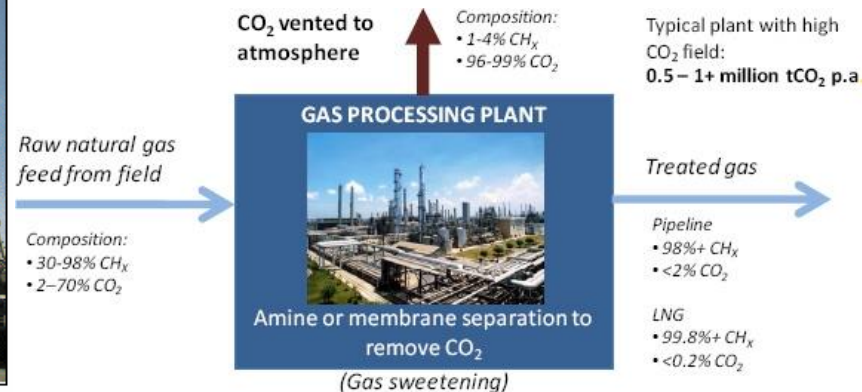 CO₂ vented to
atmosphere
Composition:
• 1-4% CHₓ
• 96-99% CO₂
Typical plant with high
CO₂ field:
0.5 – 1+ million tCO₂ p.a.
Raw natural gas
feed from field
Composition:
• 30-98% CHₓ
• 2–70% CO₂
GAS PROCESSING PLANT
Amine or membrane separation to
remove CO₂
(Gas sweetening)
Treated gas
Pipeline
• 98%+ CHₓ
• <2% CO₂
LNG
• 99.8%+ CHₓ
• <0.2% CO₂